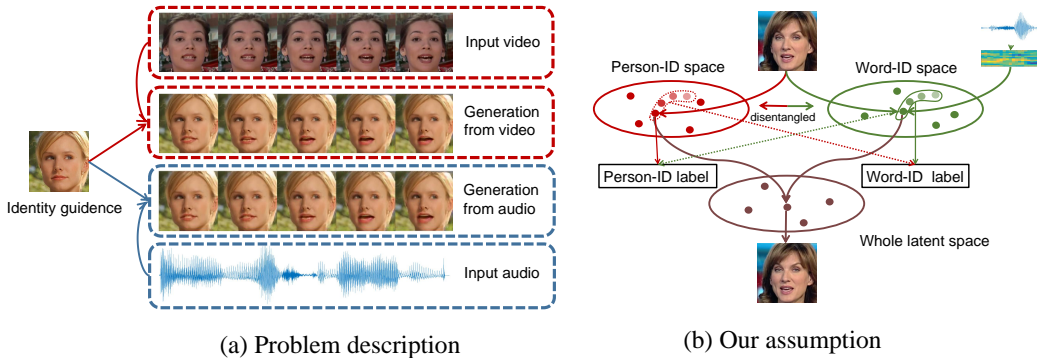 Input video
Generation
from video
Identity guidence
Generation
from audio
Input audio
(a) Problem description
Person-ID space
Word-ID space
disentangled
Person-ID label
Word-ID label
Whole latent space
(b) Our assumption